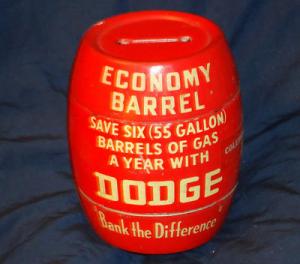 ECONOMY
BARREL
SAVE SIX (55 GALLON)
BARRELS OF GAS
A YEAR WITH
DODGE
"Bank the Difference"